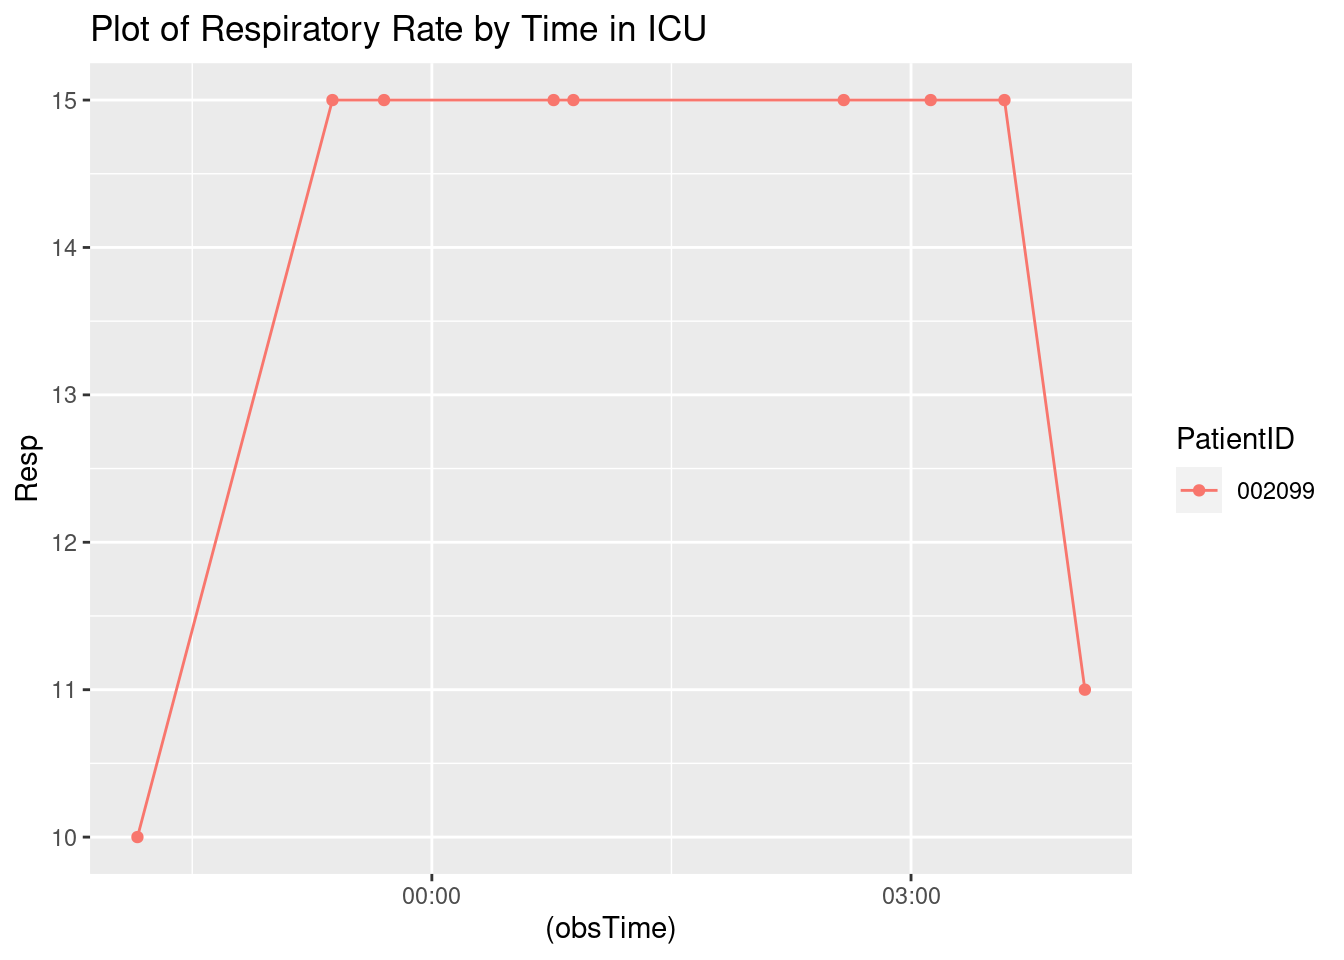 Plot of Respiratory Rate by Time in ICU
15
14
13
12
11
10
Resp
00:00
03:00
(obsTime)
PatientID
002099